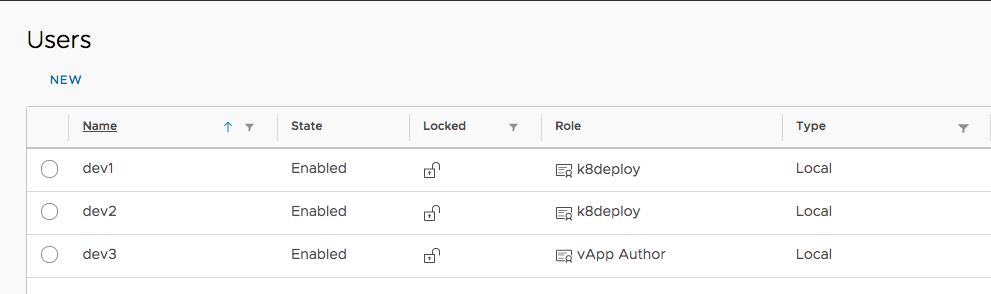 Users
NEW
Name State Locked Role Type
dev1 Enabled k8deploy Local
dev2 Enabled k8deploy Local
dev3 Enabled vApp Author Local